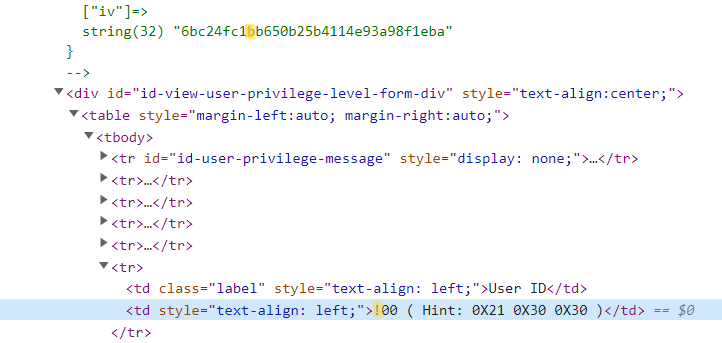 ["iv"]=>
string(32) "6bc24fc1bb650b25b4114e93a98f1eba"
}
-->
▼<div id="id-view-user-privilege-level-form-div" style="text-align:center;">
▼<table style="margin-left:auto; margin-right:auto;">
▼<tbody>
▶<tr id="id-user-privilege-message" style="display: none;">…</tr>
▶<tr>…</tr>
▶<tr>…</tr>
▶<tr>…</tr>
▶<tr>…</tr>
▼<tr>
<td class="label" style="text-align: left;">User ID</td>
<td style="text-align: left;">!00 ( Hint: 0X21 0X30 0X30 )</td> == $0
</tr>